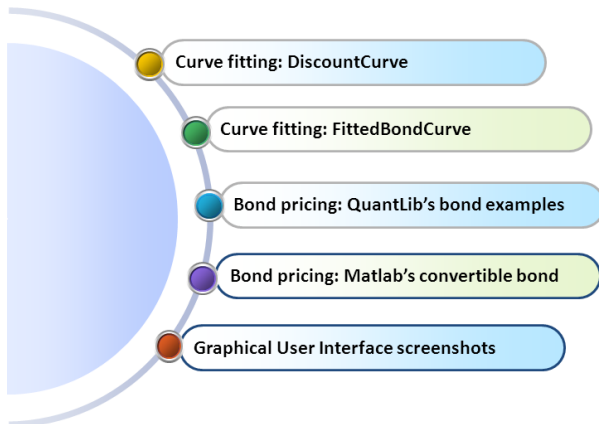 Curve fitting: DiscountCurve
Curve fitting: FittedBondCurve
Bond pricing: QuantLib's bond examples
Bond pricing: Matlab's convertible bond
Graphical User Interface screenshots